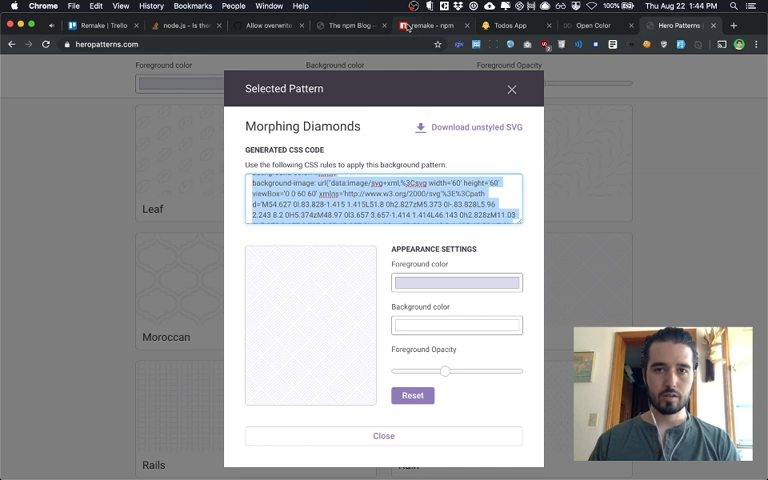 Chrome File Edit View History Bookmarks People Window Help
100% Thu Aug 22 1:44 PM
Remake | Trello
node.js - Is ther
Allow overwrite
The npm Blog –
remake - npm
Todos App
Open Color
Hero Patterns |
heropatterns.com
Foreground color
Background color
Foreground Opacity
Selected Pattern
Morphing Diamonds
Download unstyled SVG
GENERATED CSS CODE
Use the following CSS rules to apply this background pattern:
background-image: url("data:image/svg+xml,%3Csvg width='60' height='60'
viewBox='0 0 60 60' xmlns='http://www.w3.org/2000/svg'%3E%3Cpath
d='M54.627 0l.83.828-1.415 1.415L51.8 0h2.827zM5.373 0l-.83.828L5.96
2.243 8.2 0H5.374zM48.97 0l3.657 3.657-1.414 1.414L46.143 0h2.828zM11.03
APPEARANCE SETTINGS
Foreground color
Background color
Foreground Opacity
Reset
Close
Leaf
Moroccan
Rails